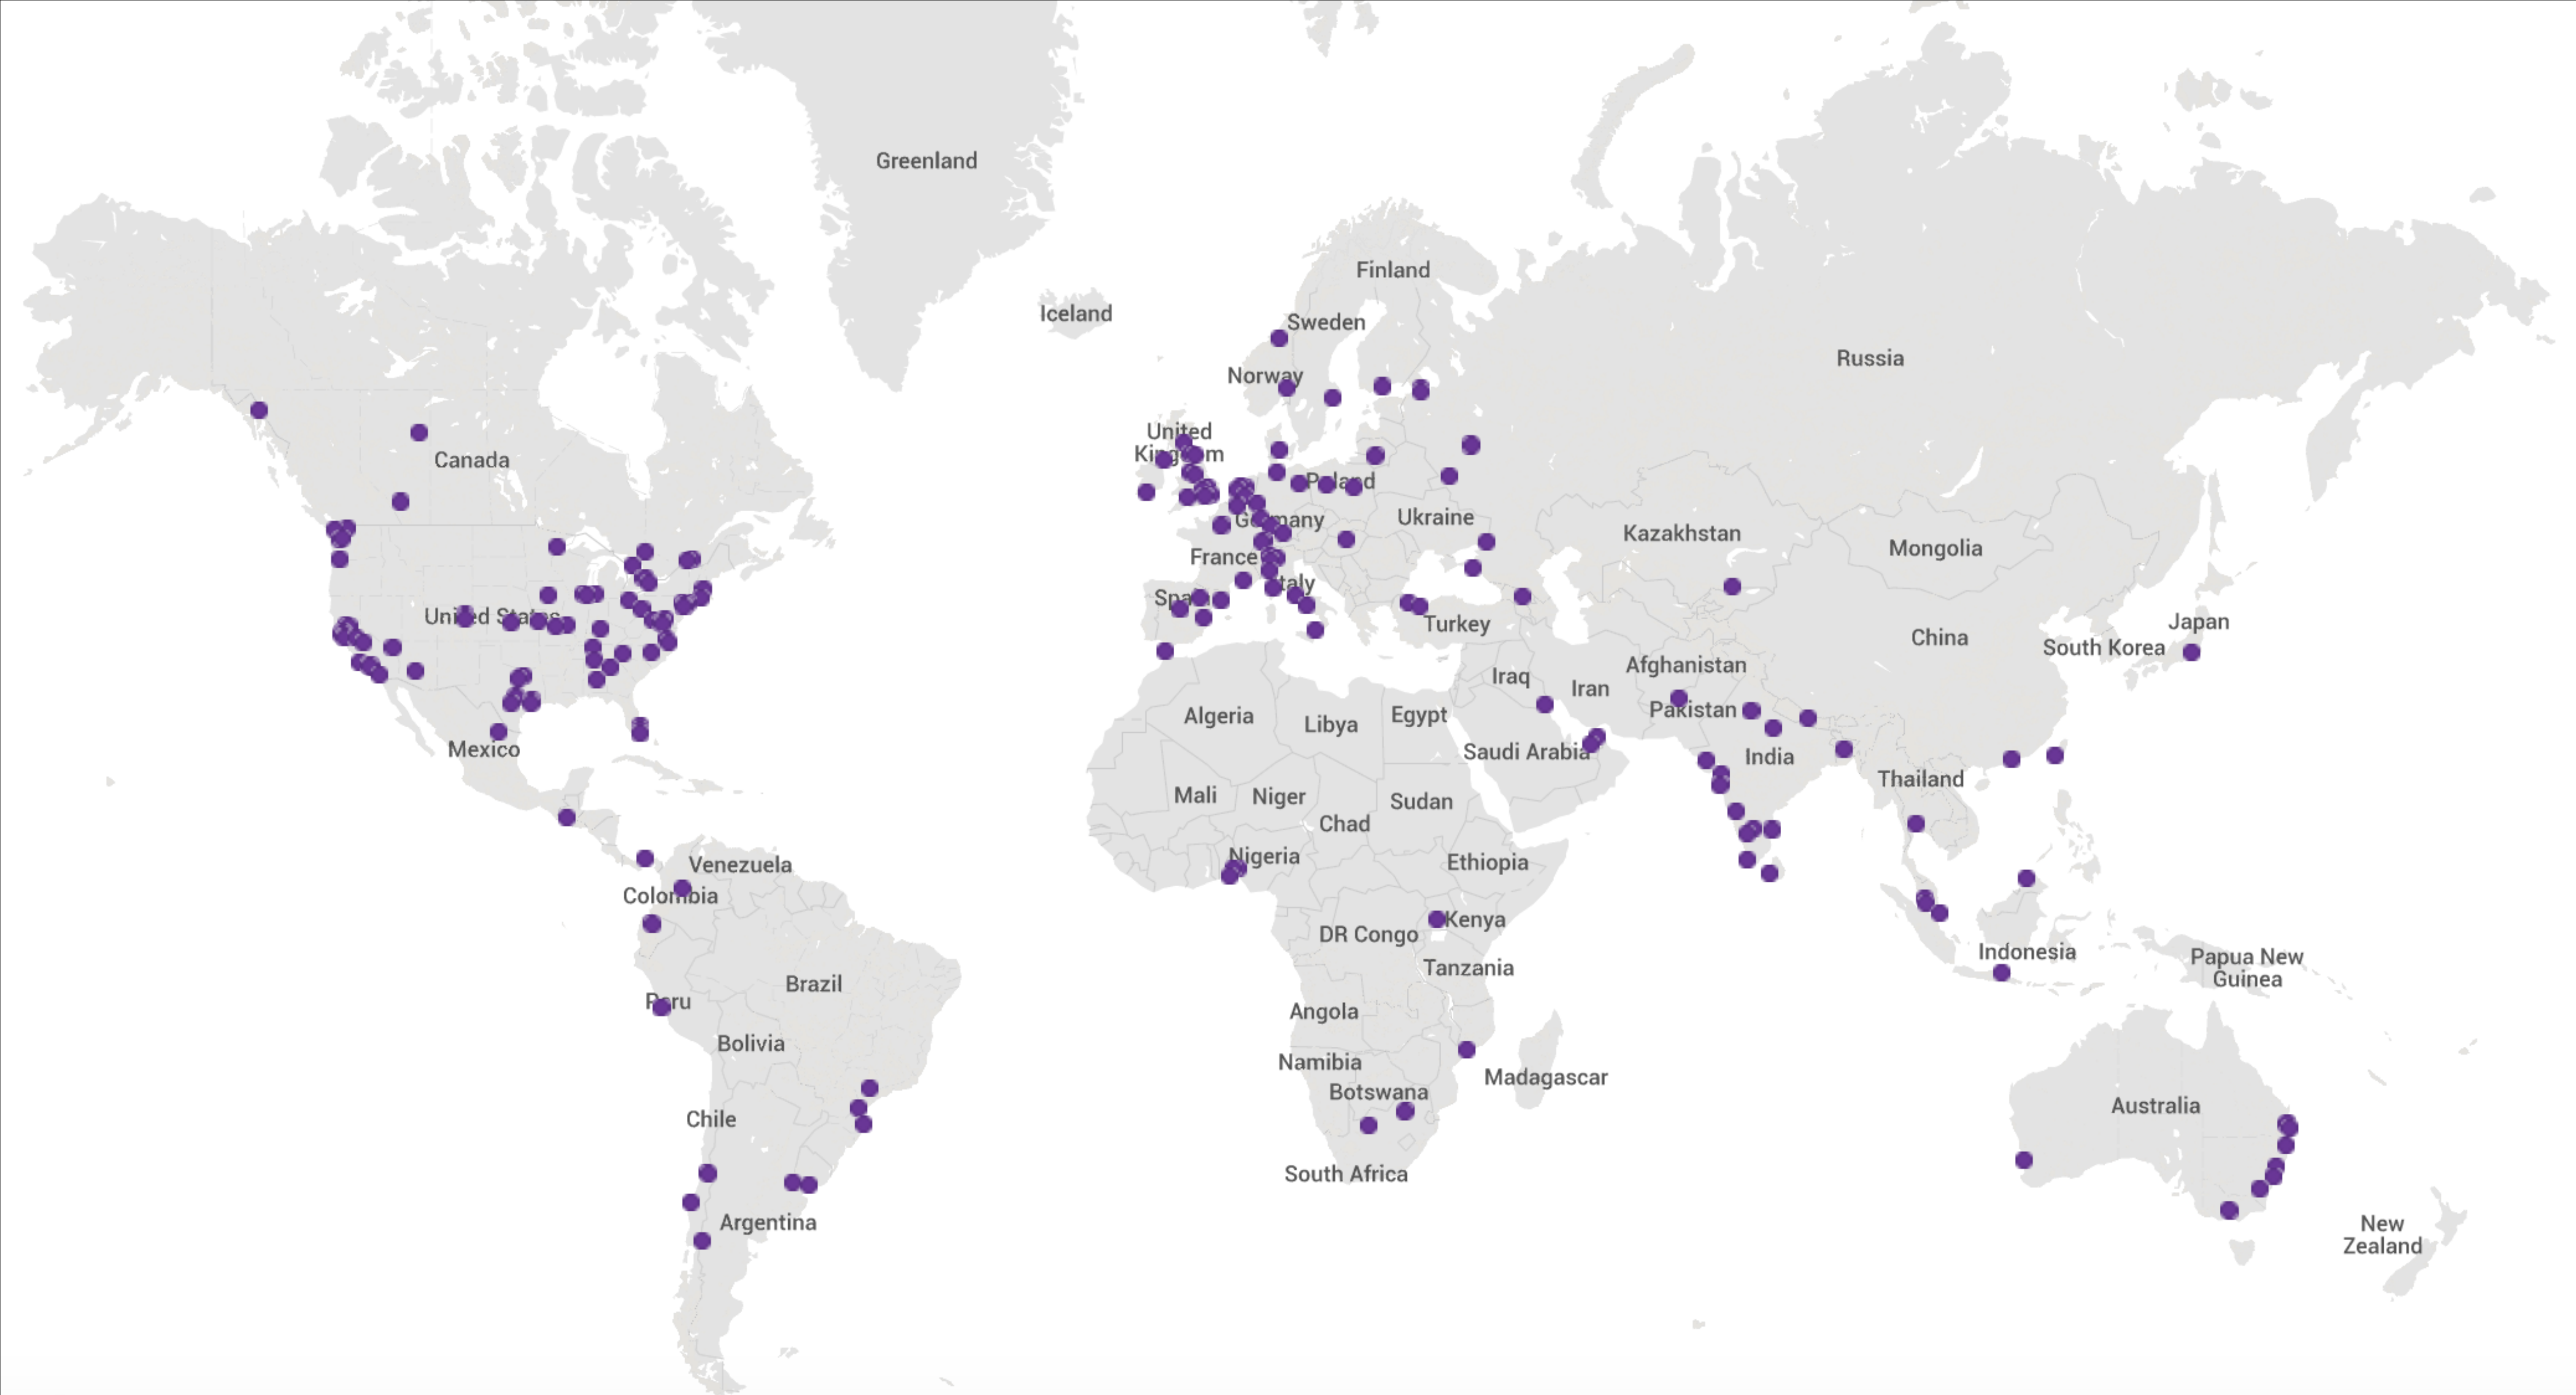 Greenland
Finland
Iceland
Sweden
Russia
Norway
United
Kingdom
Canada
Poland
Germany
Ukraine
Kazakhstan
Mongolia
France
Italy
Spain
United States
Turkey
Japan
China
South Korea
Afghanistan
Iraq
Iran
Pakistan
Algeria
Libya
Egypt
Mexico
Saudi Arabia
India
Thailand
Mali
Niger
Sudan
Chad
Nigeria
Ethiopia
Venezuela
Colombia
Kenya
DR Congo
Indonesia
Papua New
Guinea
Tanzania
Brazil
Peru
Angola
Bolivia
Namibia
Madagascar
Botswana
Australia
Chile
South Africa
Argentina
New
Zealand